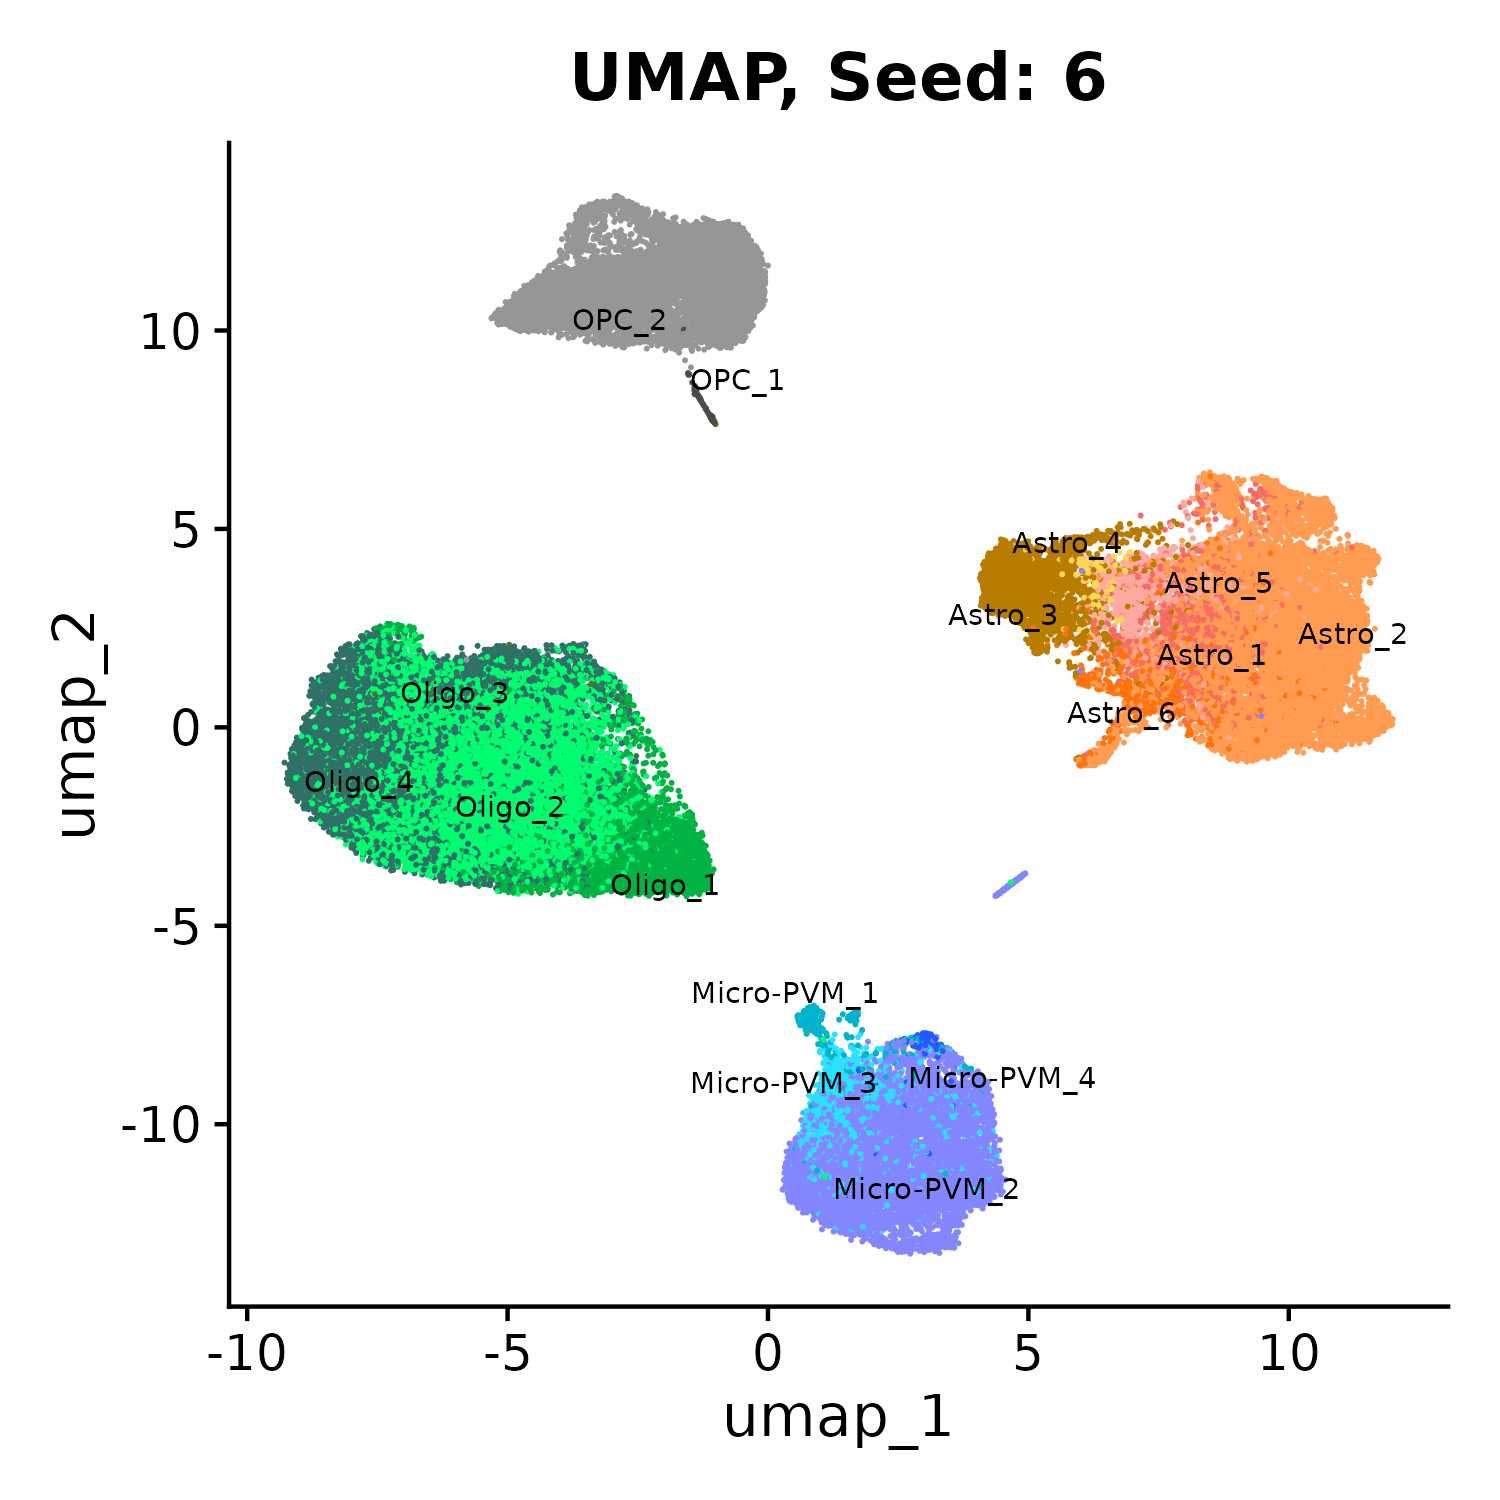 UMAP, Seed: 6
umap_2
10
5
0
-5
-10
OPC_2
OPC_1
Astro_4
Astro_5
Astro_3
Astro_2
Astro_1
Astro_6
Oligo_3
Oligo_4
Oligo_2
Oligo_1
Micro-PVM_1
Micro-PVM_3
Micro-PVM_4
Micro-PVM_2
-10
-5
0
5
10
umap_1